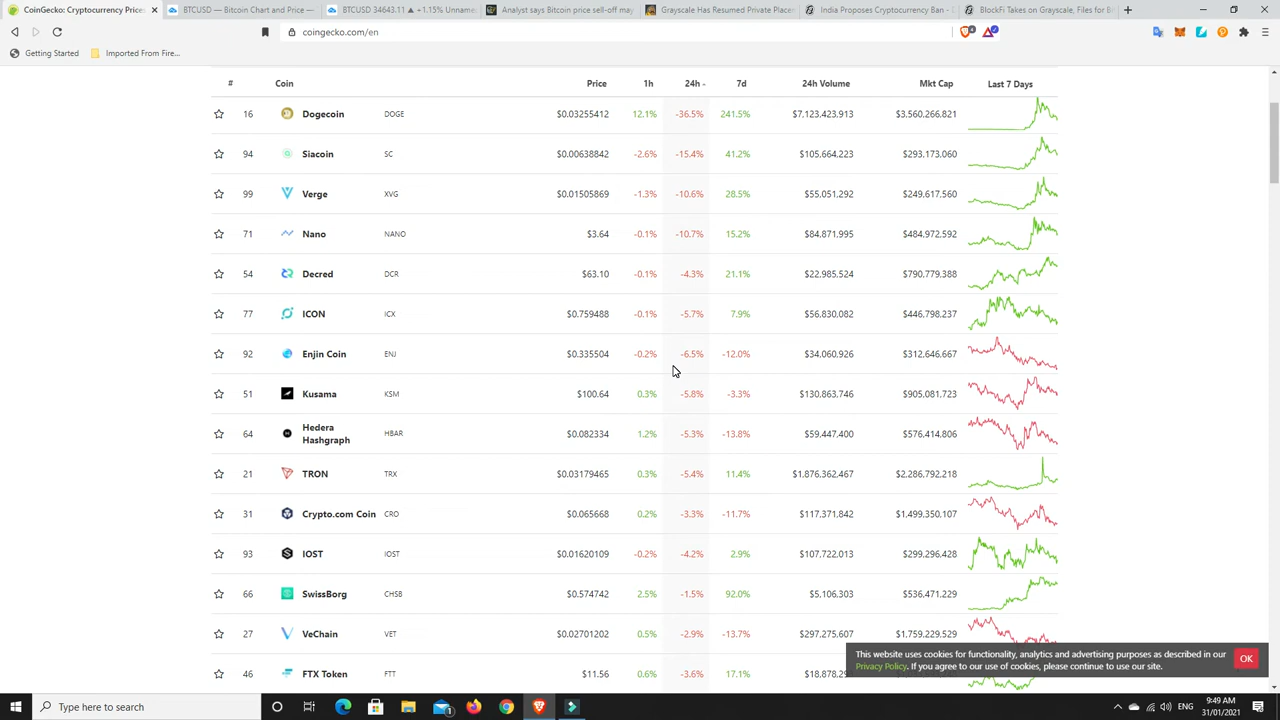 CoinGecko: Cryptocurrency Prices
BTCUSD — Bitcoin Chart and Price —
BTCUSD 34643.11 ▲ +1.15% Unname
Analyst says Bitcoin price sell-off may
Grayscale Has Resumed Private Place
India Proposes Cryptocurrency Ban -
BlockFi Takes on Grayscale, Files for B
coingecko.com/en
Getting Started
Imported From Fire...
# Coin Price 1h 24h 7d 24h Volume Mkt Cap Last 7 Days
16 Dogecoin DOGE $0.03255412 12.1% -36.5% 241.5% $7,123,423,913 $3,560,266,821
94 Siacoin SC $0.00638842 -2.6% -15.4% 41.2% $105,664,223 $293,173,060
99 Verge XVG $0.01505869 -1.3% -10.6% 28.5% $55,051,292 $249,617,560
71 Nano NANO $3.64 -0.1% -10.7% 15.2% $84,871,995 $484,972,592
54 Decred DCR $63.10 -0.1% -4.3% 21.1% $22,985,524 $790,779,388
77 ICON ICX $0.759488 -0.1% -5.7% 7.9% $56,830,082 $446,798,237
92 Enjin Coin ENJ $0.335504 -0.2% -6.5% -12.0% $34,060,926 $312,646,667
51 Kusama KSM $100.64 0.3% -5.8% -3.3% $130,863,746 $905,081,723
64 Hedera Hashgraph HBAR $0.082334 1.2% -5.3% -13.8% $59,447,400 $576,414,806
21 TRON TRX $0.03179465 0.3% -5.4% 11.4% $1,876,362,467 $2,286,792,218
31 Crypto.com Coin CRO $0.065668 0.2% -3.3% -11.7% $117,371,842 $1,499,350,107
93 IOST IOST $0.01620109 -0.2% -4.2% 2.9% $107,722,013 $299,296,428
66 SwissBorg CHSB $0.574742 2.5% -1.5% 92.0% $5,106,303 $536,471,229
27 VeChain VET $0.02701202 0.5% -2.9% -13.7% $297,275,607 $1,759,229,529
46 FTX Token FTT $11.56 0.6% -3.6% 17.1% $18,878,29
This website uses cookies for functionality, analytics and advertising purposes as described in our
Privacy Policy. If you agree to our use of cookies, please continue to use our site.
OK
Type here to search
ENG
9:49 AM
31/01/2021